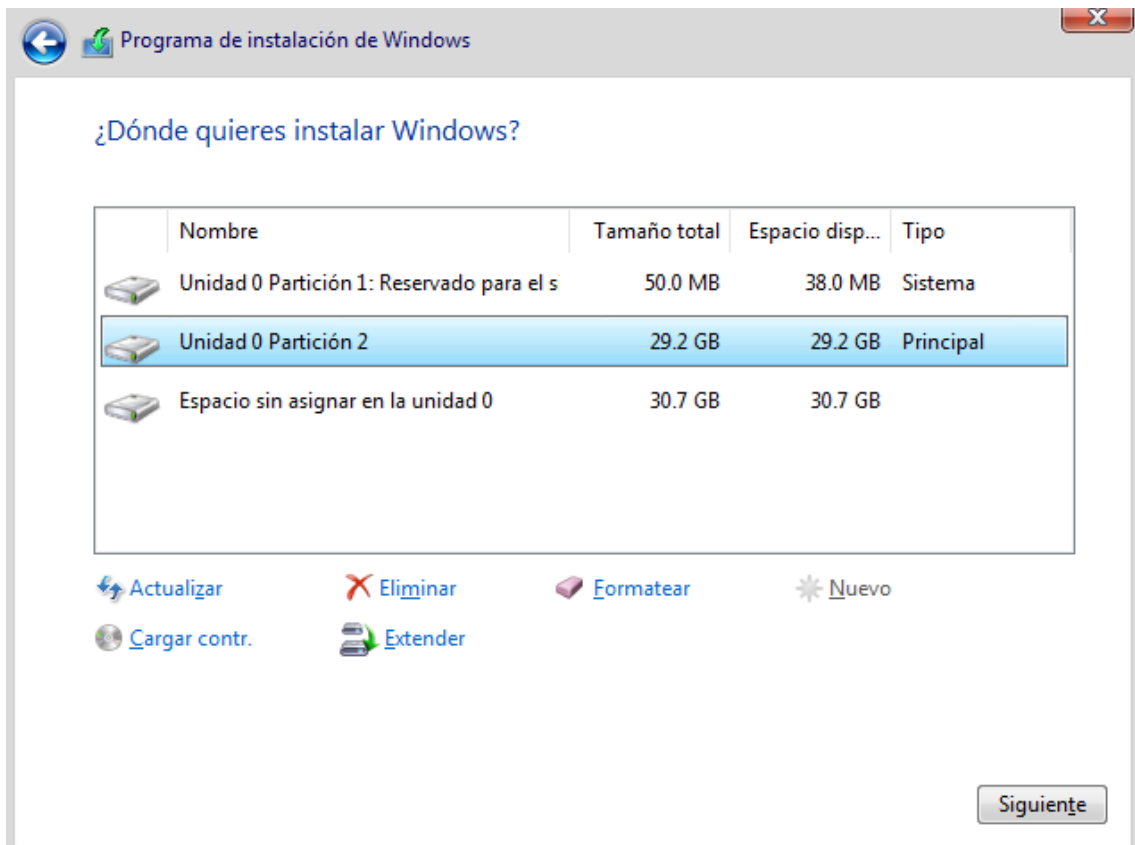 Programa de instalación de Windows
¿Dónde quieres instalar Windows?
Nombre Tamaño total Espacio disp... Tipo
Unidad 0 Partición 1: Reservado para el s 50.0 MB 38.0 MB Sistema
Unidad 0 Partición 2 29.2 GB 29.2 GB Principal
Espacio sin asignar en la unidad 0 30.7 GB 30.7 GB
Actualizar Eliminar Formatear Nuevo
Cargar contr. Extender
Siguiente